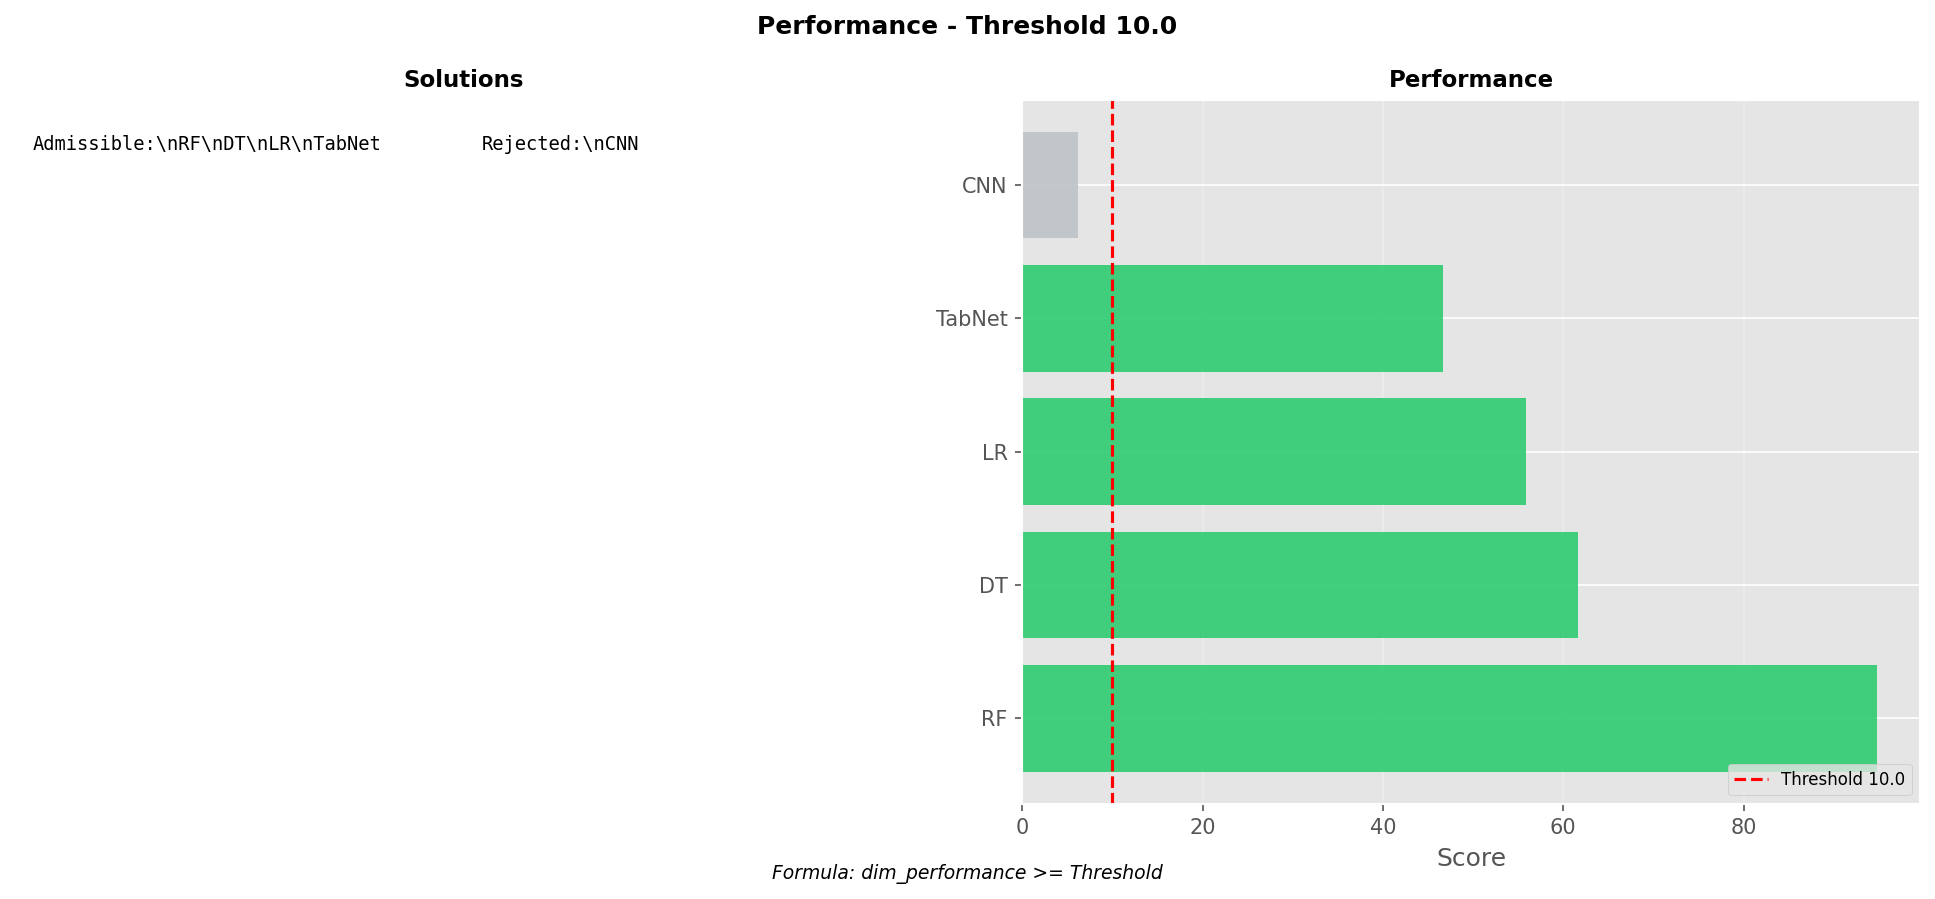 Performance - Threshold 10.0
Solutions
Admissible:\nRF\nDT\nLR\nTabNet
Rejected:\nCNN
Performance
CNN
TabNet
LR
DT
RF
Threshold 10.0
0 20 40 60 80
Score
Formula: dim_performance >= Threshold